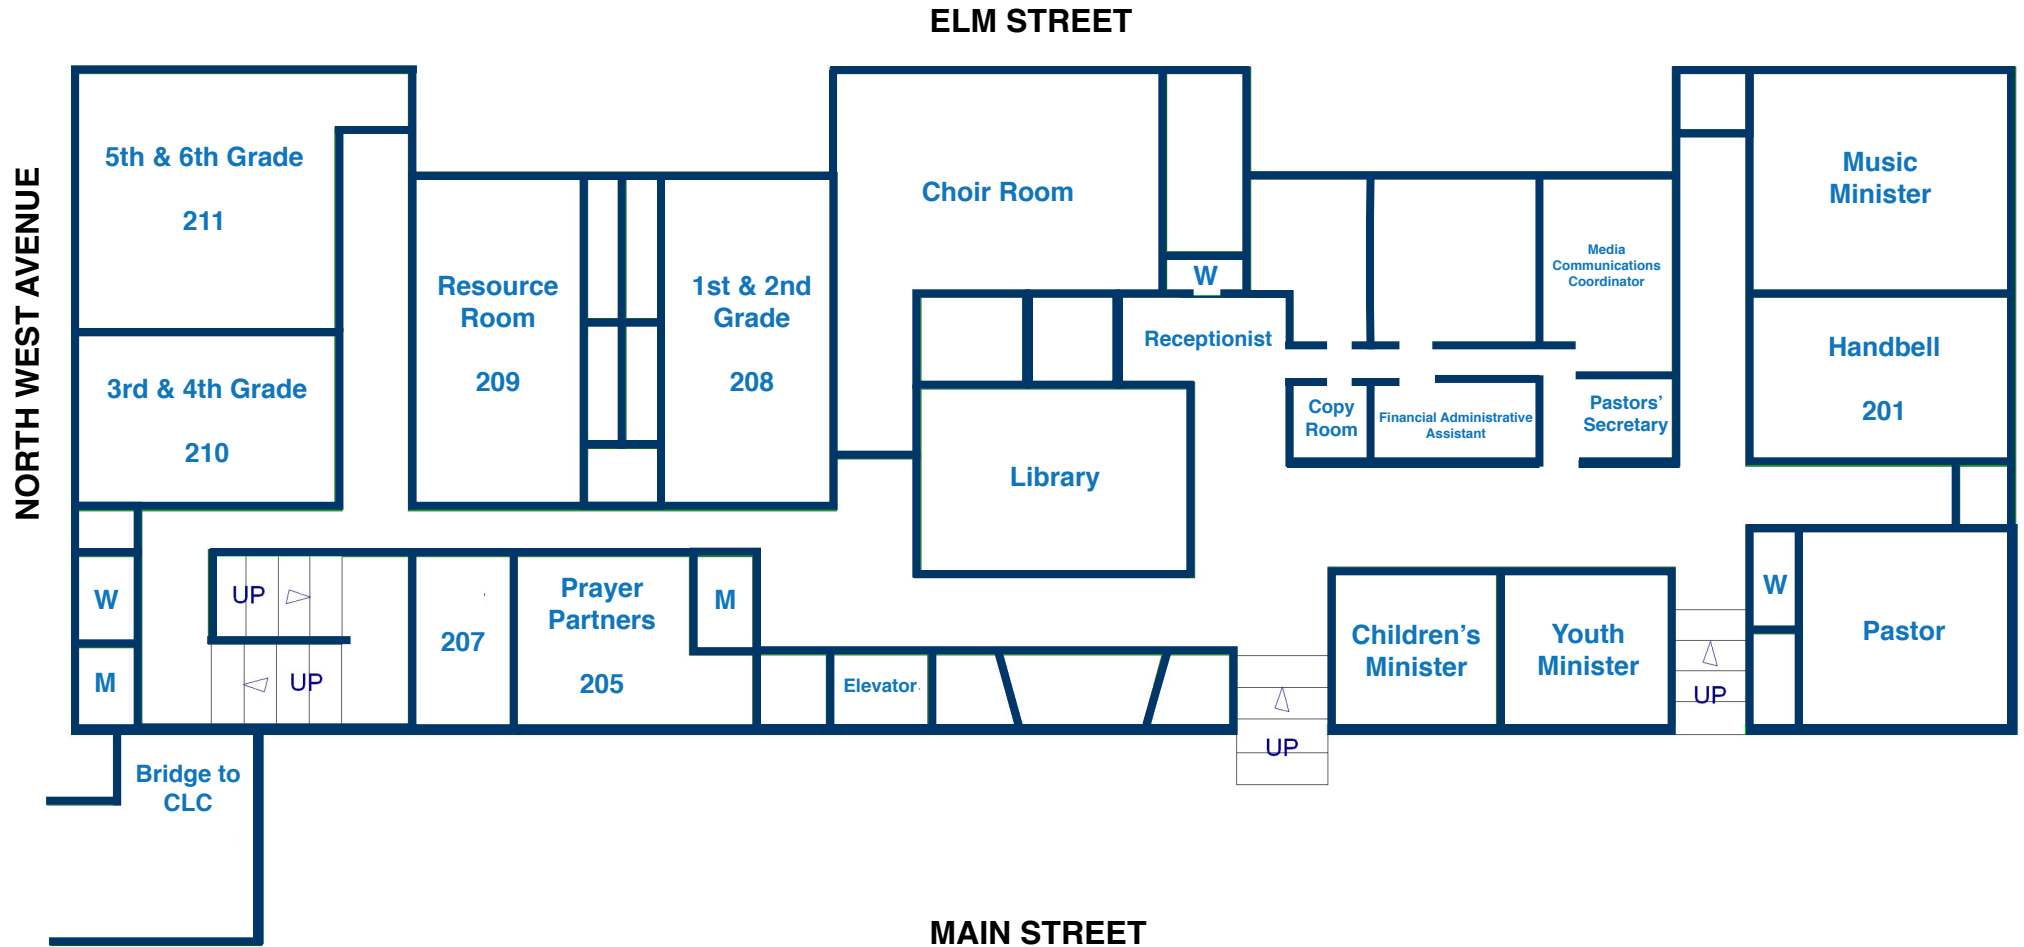 ELM STREET
NORTH WEST AVENUE
5th & 6th Grade
211
3rd & 4th Grade
210
Resource
Room
209
1st & 2nd
Grade
208
Choir Room
W
Receptionist
Library
Media
Communications
Coordinator
Copy
Room
Financial Administrative
Assistant
Pastors’
Secretary
Music
Minister
Handbell
201
W
M
UP
UP
207
Prayer
Partners
205
M
Elevator
UP
Children’s
Minister
Youth
Minister
UP
W
Pastor
Bridge to
CLC
MAIN STREET